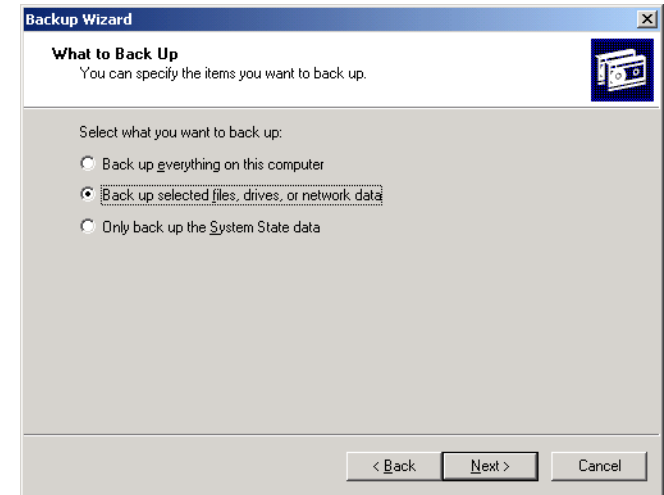 Backup Wizard
What to Back Up
You can specify the items you want to back up.
Select what you want to back up:
Back up everything on this computer
Back up selected files, drives, or network data
Only back up the System State data
< Back Next > Cancel